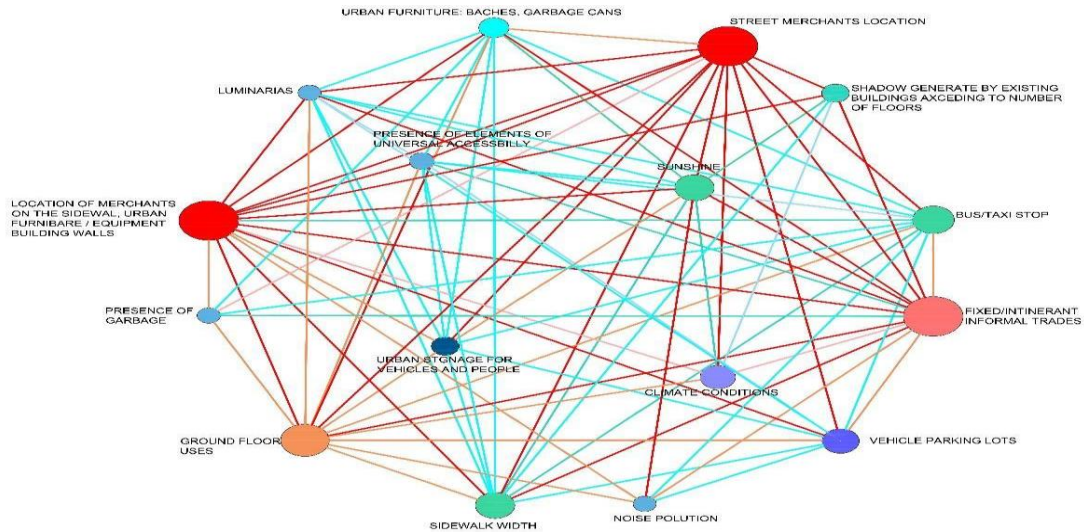 URBAN FURNITURE: BACHES, GARBAGE CANS
STREET MERCHANTS LOCATION
LUMINARIAS
SHADOW GENERATE BY EXISTING
BUILDINGS AXCEDING TO NUMBER
OF FLOORS
PRESENCE OF ELEMENTS OF
UNIVERSAL ACCESSBILLY
SUNSHINE
LOCATION OF MERCHANTS
ON THE SIDEWAL, URBAN
FURNIBARE / EQUIPMENT
BUILDING WALLS
BUS/TAXI STOP
PRESENCE OF
GARBAGE
FIXED/INTINERANT
INFORMAL TRADES
URBAN STGNAGE FOR
VEHICLES AND PEOPLE
CLIMATE CONDITIONS
GROUND FLOOR
USES
VEHICLE PARKING LOTS
SIDEWALK WIDTH
NOISE POLUTION